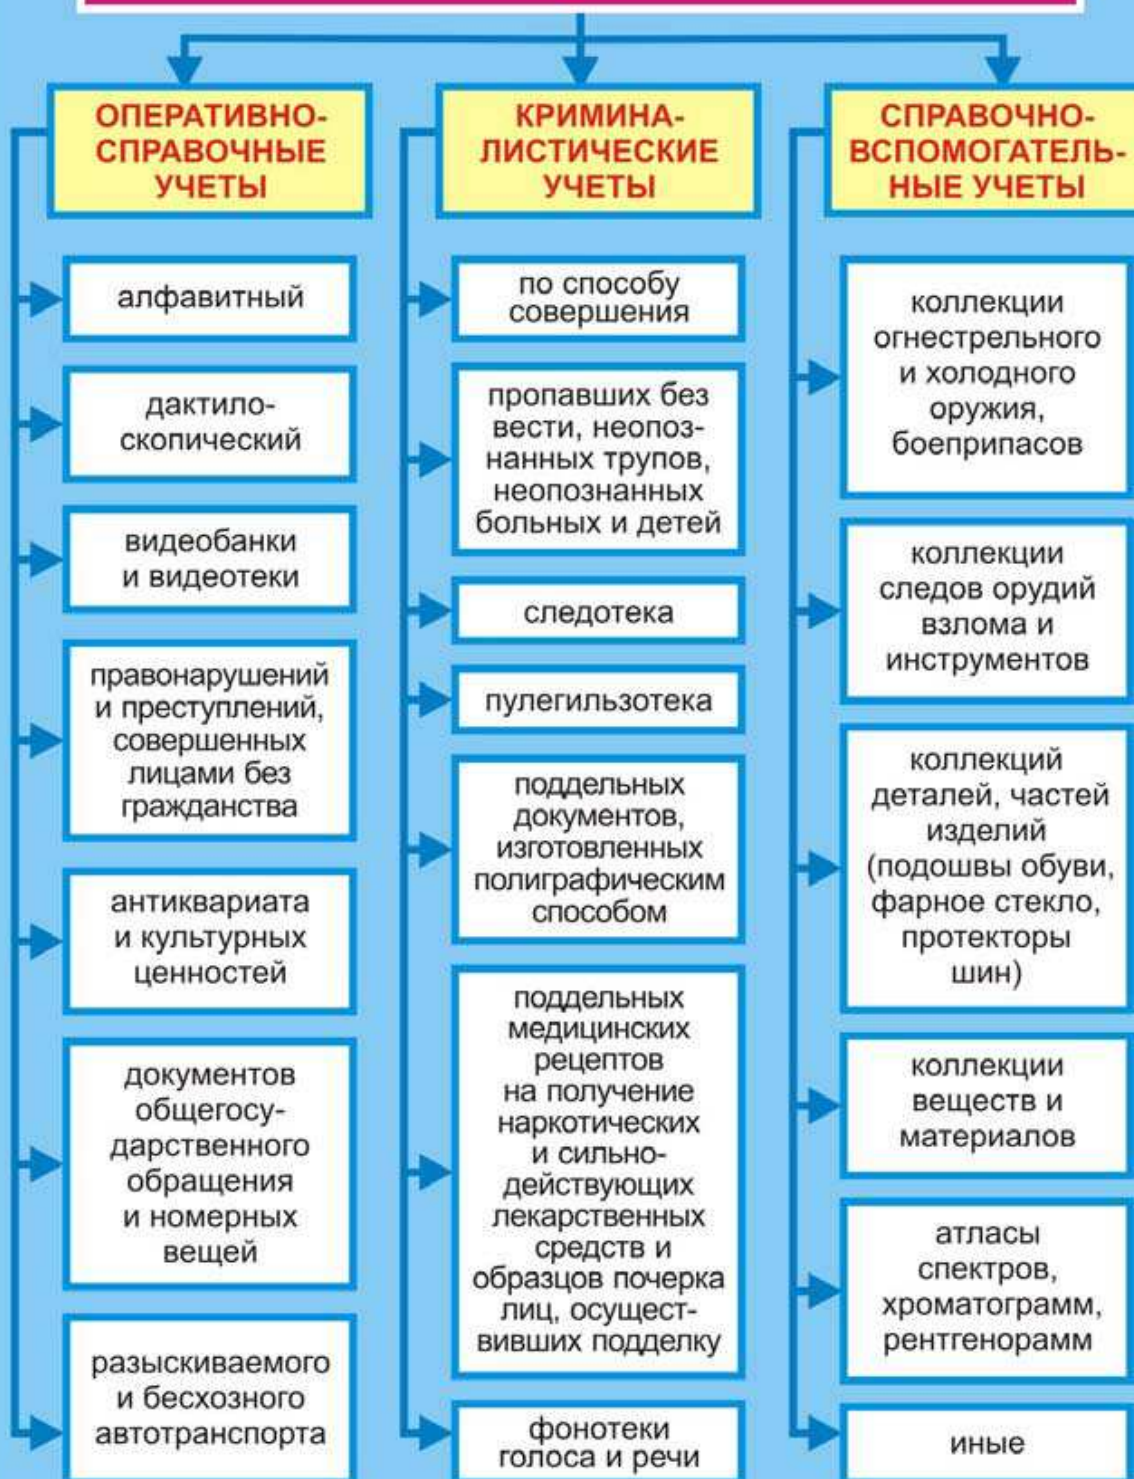 ОПЕРАТИВНО-
СПРАВОЧНЫЕ
УЧЕТЫ
алфавитный
дактило-
скопический
видеобанки
и видеотеки
правонарушений
и преступлений,
совершенных
лицами без
гражданства
антиквариата
и культурных
ценностей
документов
общегосу-
дарственного
обращения
и номерных
вещей
разыскиваемого
и бесхозного
автотранспорта
КРИМИНА-
ЛИСТИЧЕСКИЕ
УЧЕТЫ
по способу
совершения
пропавших без
вести, неопоз-
нанных трупов,
неопознанных
больных и детей
следотека
пулегильзотека
поддельных
документов,
изготовленных
полиграфическим
способом
поддельных
медицинских
рецептов
на получение
наркотических
и сильно-
действующих
лекарственных
средств и
образцов почерка
лиц, осущест-
вивших подделку
фонотеки
голоса и речи
СПРАВОЧНО-
ВСПОМОГАТЕЛЬ-
НЫЕ УЧЕТЫ
коллекции
огнестрельного
и холодного
оружия,
боеприпасов
коллекции
следов орудий
взлома и
инструментов
коллекций
деталей, частей
изделий
(подошвы обуви,
фарное стекло,
протекторы
шин)
коллекции
веществ и
материалов
атласы
спектров,
хроматограмм,
рентгенорамм
иные